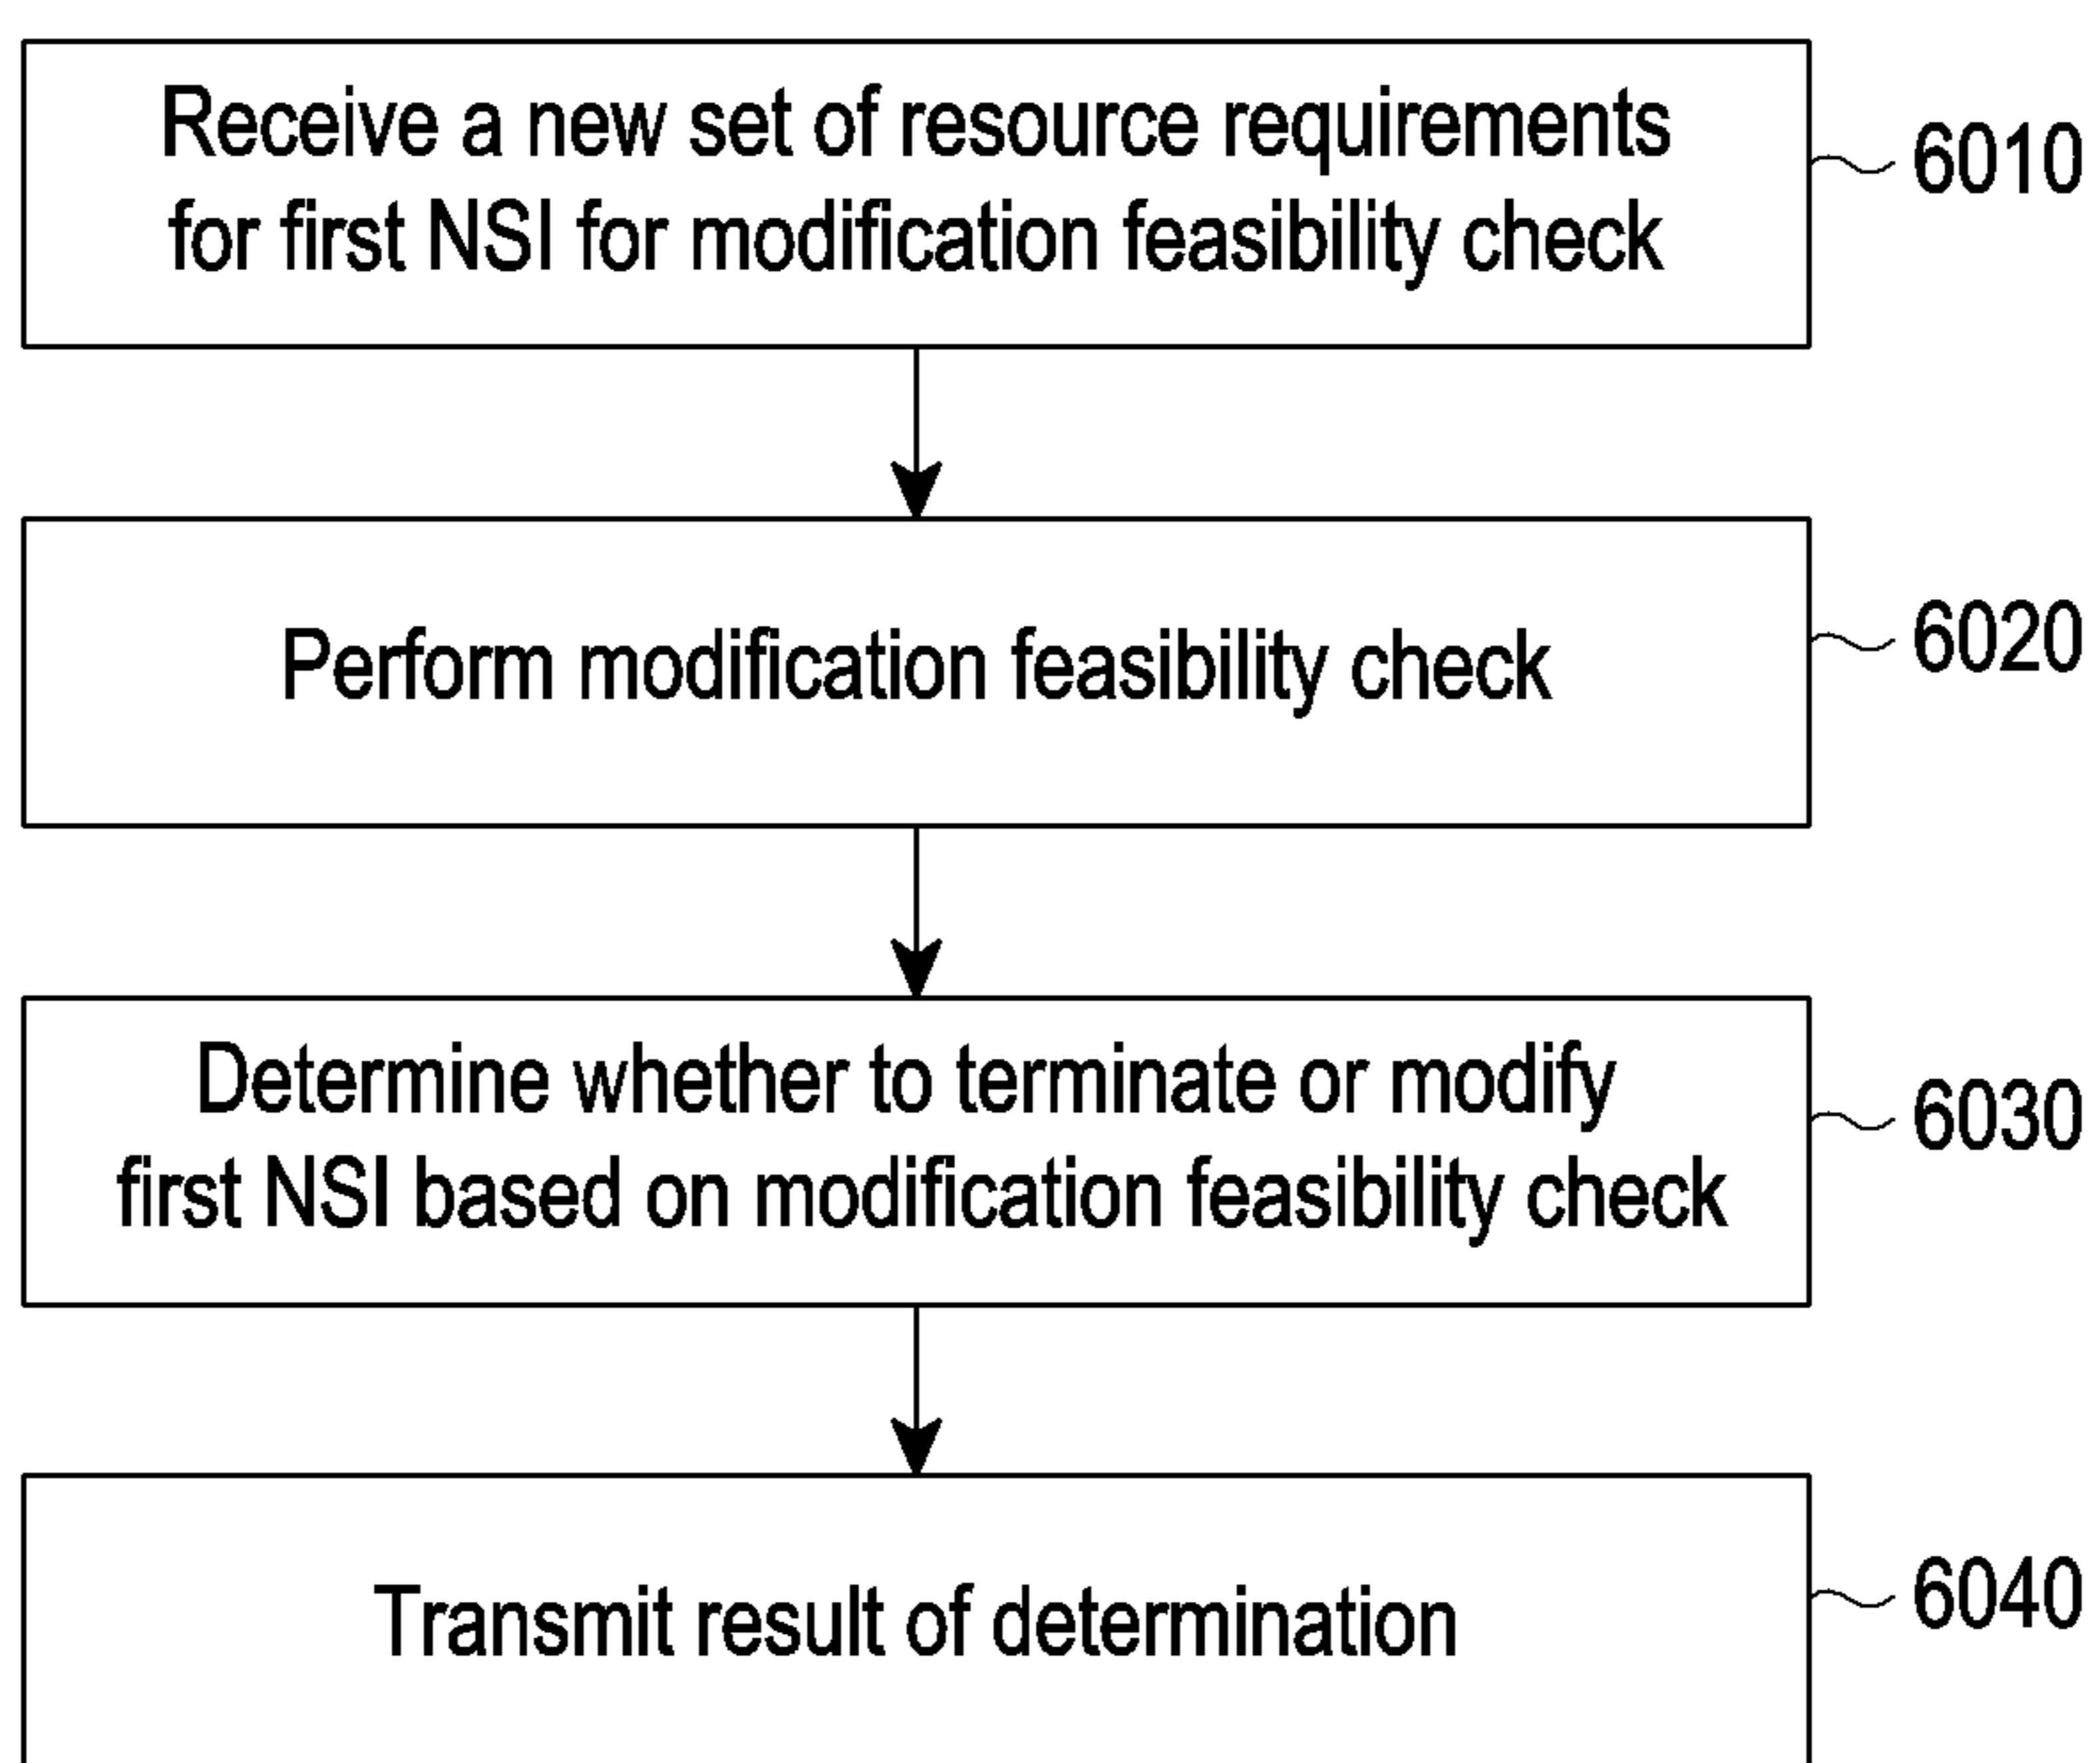 Receive a new set of resource requirements
for first NSI for modification feasibility check
6010
Perform modification feasibility check
6020
Determine whether to terminate or modify
first NSI based on modification feasibility check
6030
Transmit result of determination
6040